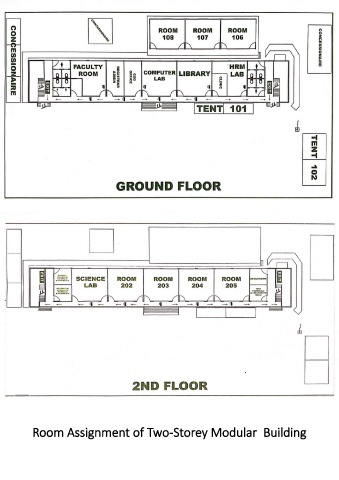 CONCESSIONAIRE
ROOM 108
ROOM 107
ROOM 106
CONCESSIONAIRE
FACULTY ROOM
COMPUTER LAB
LIBRARY
CLINIC
HRM LAB
TENT 101
TENT 102
GROUND FLOOR
SCIENCE LAB
ROOM 202
ROOM 203
ROOM 204
ROOM 205
2ND FLOOR
Room Assignment of Two-Storey Modular Building